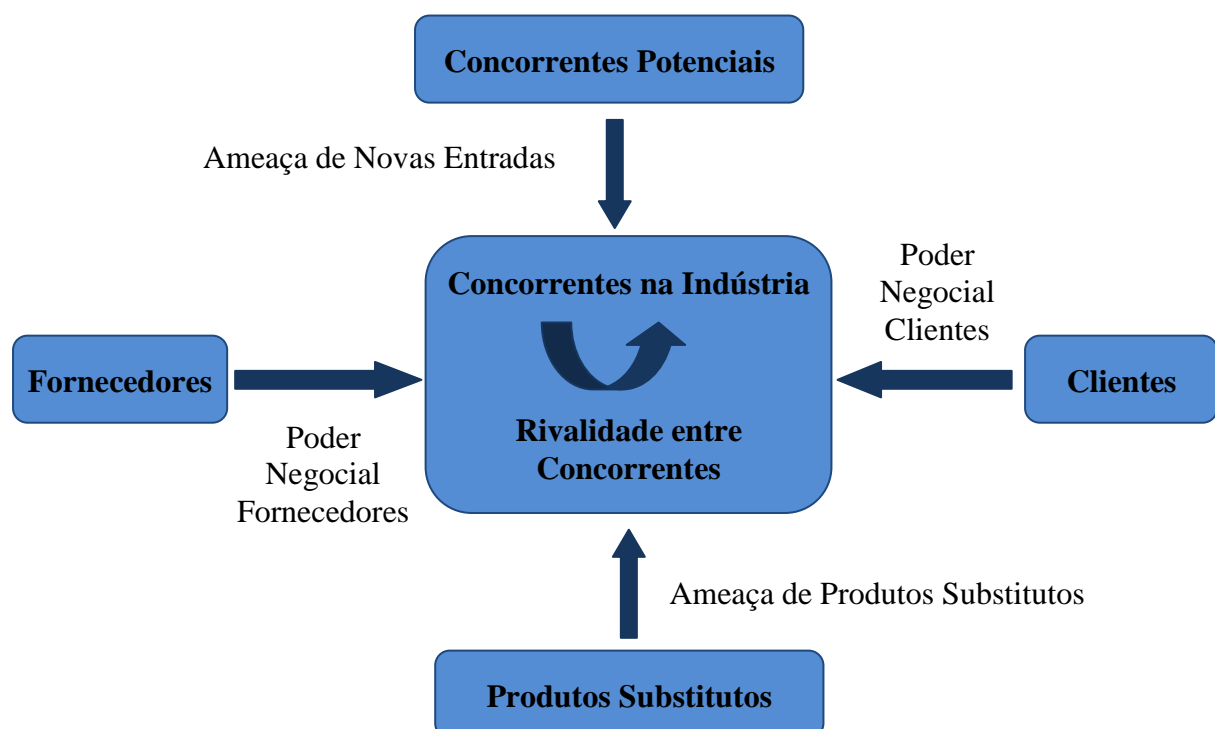 Concorrentes Potenciais
Ameaça de Novas Entradas
Concorrentes na Indústria
Poder
Negocial
Clientes
Fornecedores
Clientes
Rivalidade entre
Concorrentes
Poder
Negocial
Fornecedores
Ameaça de Produtos Substitutos
Produtos Substitutos